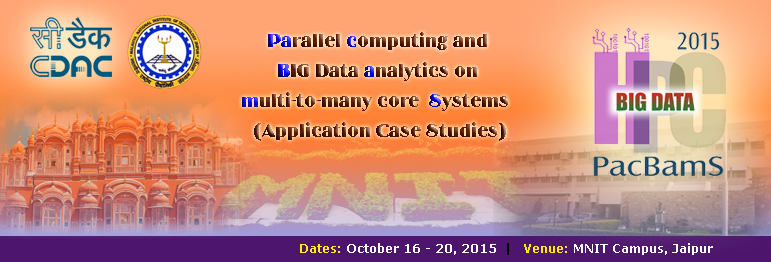 सी डैक
CDAC
Parallel computing and
BIG Data analytics on
multi-to-many core Systems
(Application Case Studies)
2015
HPC
BIG DATA
PacBamS
MNIT
Dates: October 16 - 20, 2015 | Venue: MNIT Campus, Jaipur